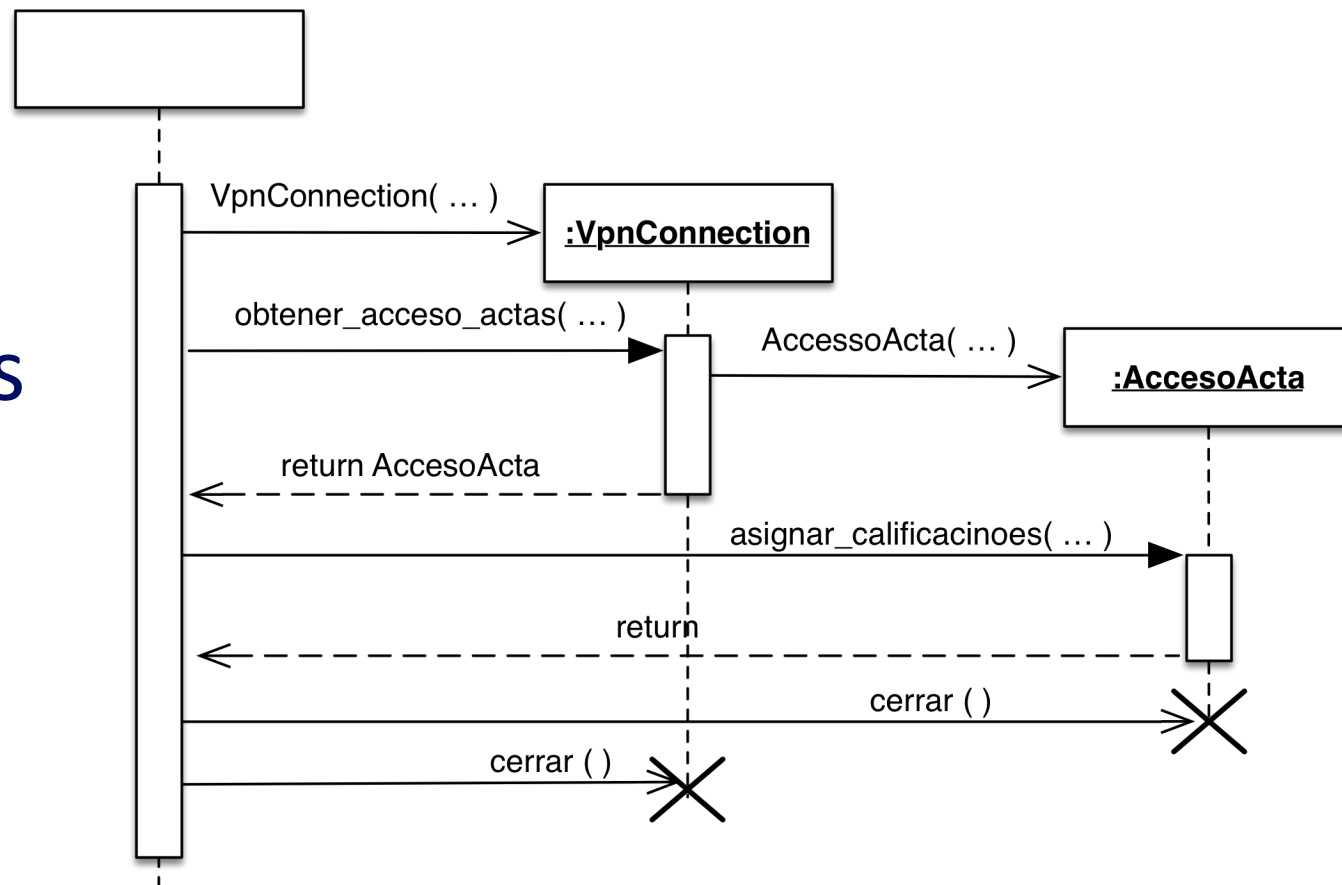 VpnConnection( ... )
:VpnConnection
obtener_acceso_actas( ... )
AccessoActa( ... )
s
:AccesoActa
return AccesoActa
asignar_calificacinoes( ... )
return
cerrar ( )
cerrar ( )